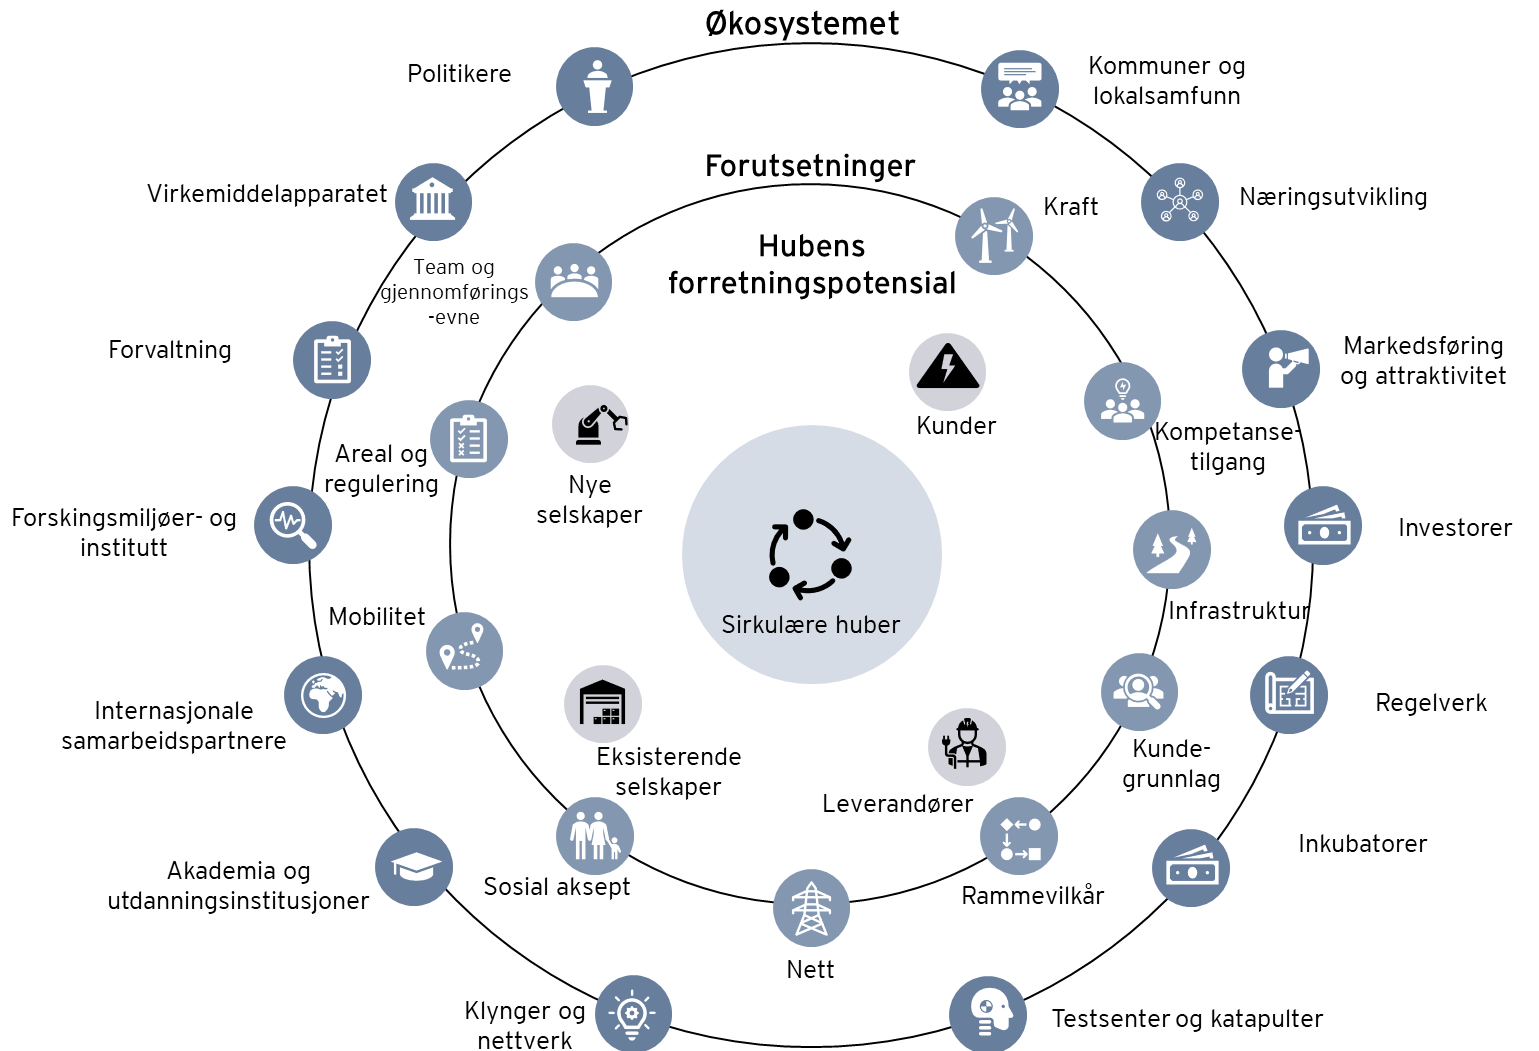 Økosystemet
Politikere
Kommuner og
lokalsamfunn
Forutsetninger
Virkemiddelapparatet
Næringsutvikling
Kraft
Hubens
forretningspotensial
Team og
gjennomførings
-evne
Forvaltning
Markedsføring
og attraktivitet
Kunder
Kompetanse-
tilgang
Areal og
regulering
Nye
selskaper
Forskingsmiljøer- og
institutt
Investorer
Sirkulære huber
Infrastruktur
Mobilitet
Internasjonale
samarbeidspartnere
Regelverk
Eksisterende
selskaper
Kunde-
grunnlag
Leverandører
Inkubatorer
Akademia og
utdanningsinstitusjoner
Sosial aksept
Rammevilkår
Nett
Klynger og
nettverk
Testsenter og katapulter